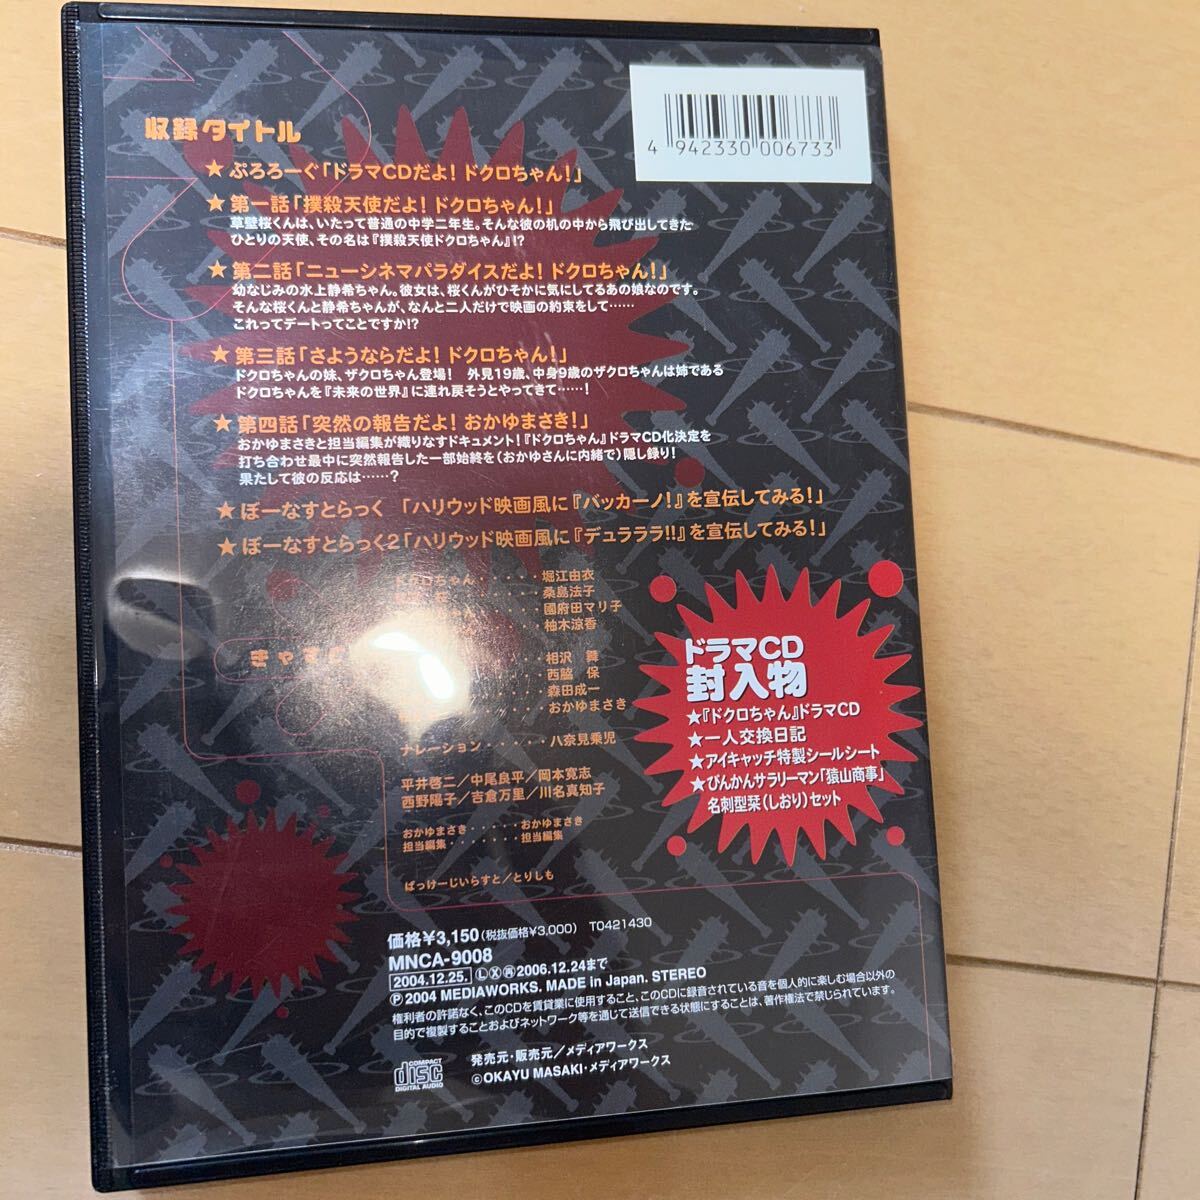 4 942330 006733
収録タイトル
★ ぷろろーぐ「ドラマCDだよ! ドクロちゃん!」
★ 第一話「撲殺天使だよ! ドクロちゃん!」
草壁桜くんは、いたって普通の中学二年生。そんな彼の机の中から飛び出してきた
ひとりの天使、その名は『撲殺天使ドクロちゃん』!?
★ 第二話「ニューシネマパラダイスだよ! ドクロちゃん!」
幼なじみの水上静希ちゃん。彼女は、桜くんがひそかに気にしてるあの娘なのです。
そんな桜くんと静希ちゃんが、なんと二人だけで映画の約束をして……
これってデートってことですか!?
★ 第三話「さようならだよ! ドクロちゃん!」
ドクロちゃんの妹、ザクロちゃん登場! 外見19歳、中身9歳のザクロちゃんは姉である
ドクロちゃんを『未来の世界』に連れ戻そうとやってきて……!
★ 第四話「突然の報告だよ! おかゆまさき!」
おかゆまさきと担当編集が織りなすドキュメント!『ドクロちゃん』ドラマCD化決定を
打ち合わせ最中に突然報告した一部始終を(おかゆさんに内緒で)隠し録り!
果たして彼の反応は……?
★ ぼーなすとらっく 「ハリウッド映画風に『バッカーノ!』を宣伝してみる!」
★ ぼーなすとらっく2「ハリウッド映画風に『デュラララ!!』を宣伝してみる!」
ドクロちゃん・・・・・堀江由衣
桑島法子
ちゃん・・・・國府田マリ子
柚木涼香
相沢 舞
西脇 保
森田成一
おかゆまさき
ナレーション・・・・・八奈見乗児
平井啓二/中尾良平/岡本寛志
西野陽子/吉倉万里/川名真知子
おかゆまさき・・・・・おかゆまさき
担当編集・・・・・・・担当編集
ぱっけーじいらすと/とりしも
ドラマCD
封入物
★『ドクロちゃん』ドラマCD
★一人交換日記
★アイキャッチ特製シールシート
★びんかんサラリーマン「猿山商事」
名刺型栞(しおり)セット
価格¥3,150(税抜価格¥3,000) T0421430
MNCA-9008
2004.12.25. Ⓛ Ⓧ ㊥2006.12.24まで
Ⓟ 2004 MEDIAWORKS. MADE in Japan. STEREO
権利者の許諾なく、このCDを賃貸業に使用すること、このCDに録音されている音を個人的に楽しむ場合以外の
目的で複製することおよびネットワーク等を通じて送信できる状態にすることは、著作権法で禁じられています。
COMPACT
disc
DIGITAL AUDIO
発売元・販売元/メディアワークス
©OKAYU MASAKI・メディアワークス